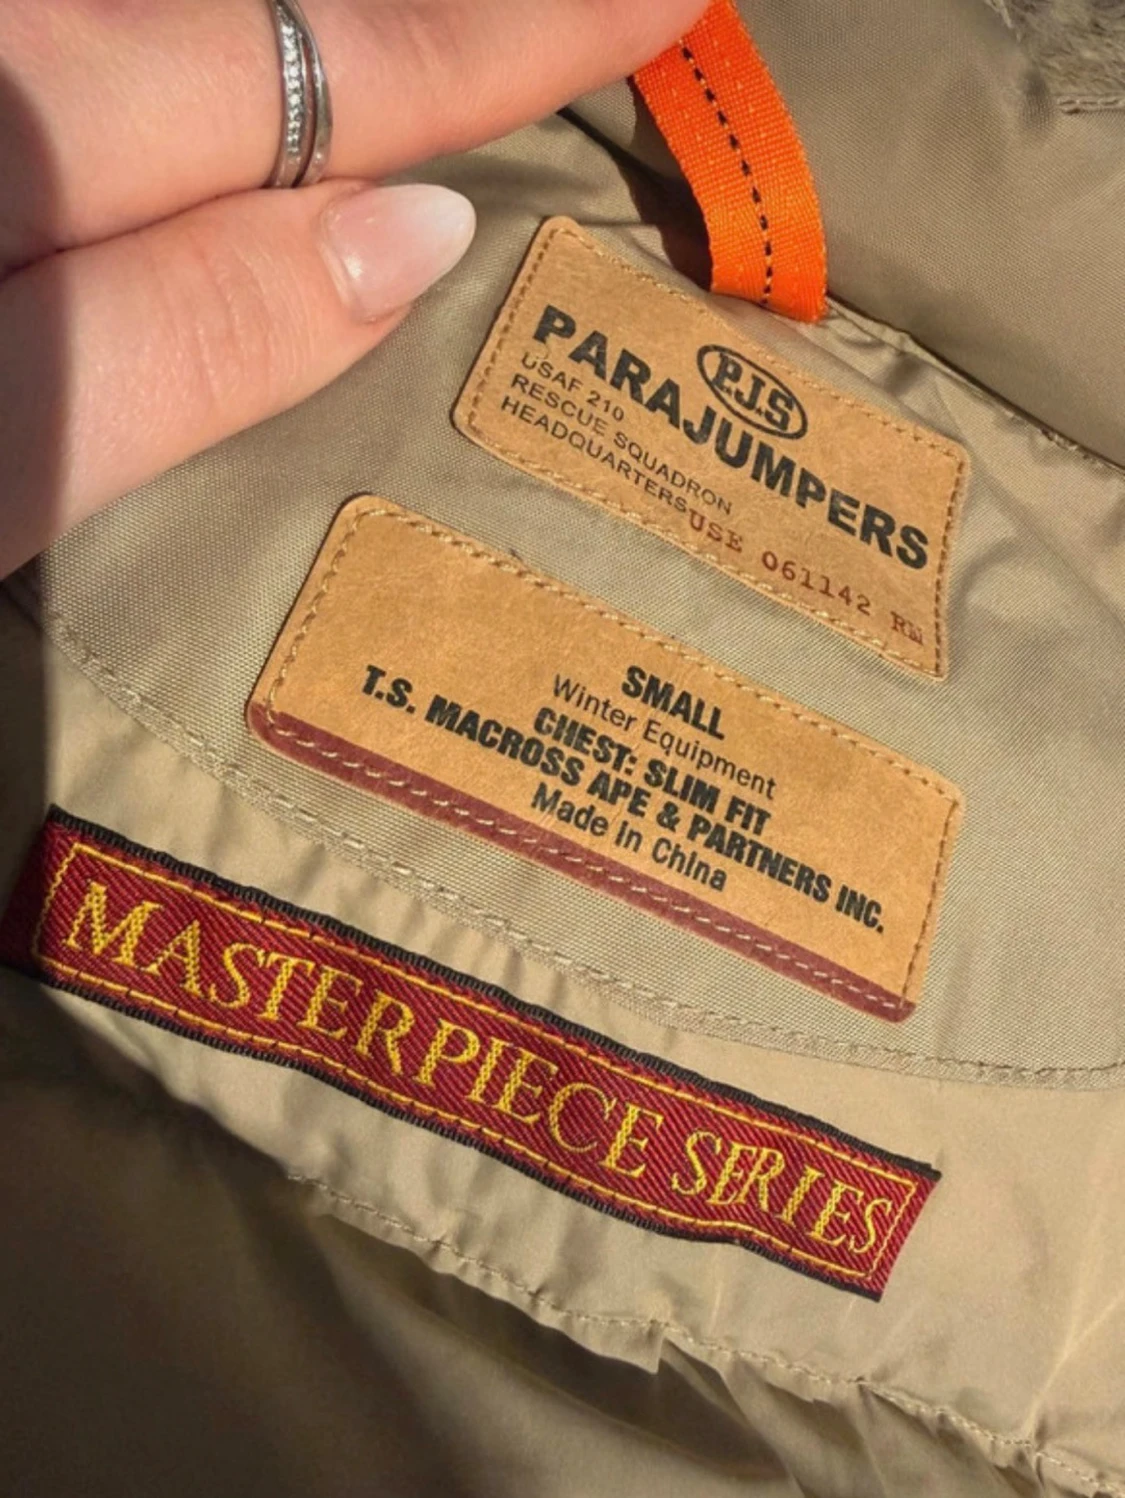 P.J.S
PARAJUMPERS
USAF 210
RESCUE SQUADRON
HEADQUARTERS
USE 061142 RM
SMALL
Winter Equipment
CHEST: SLIM FIT
T.S. MACROSS APE & PARTNERS INC.
Made in China
MASTERPIECE SERIES